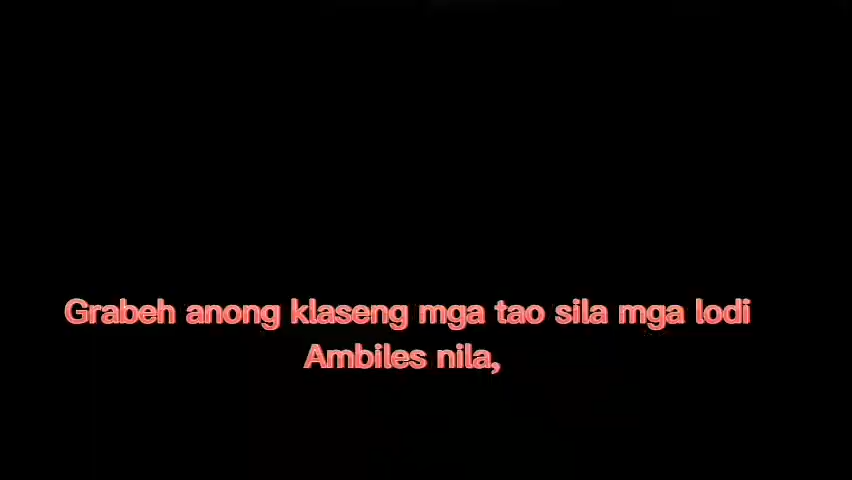 Grabeh anong klaseng mga tao sila mga lodi
Ambiles nila,